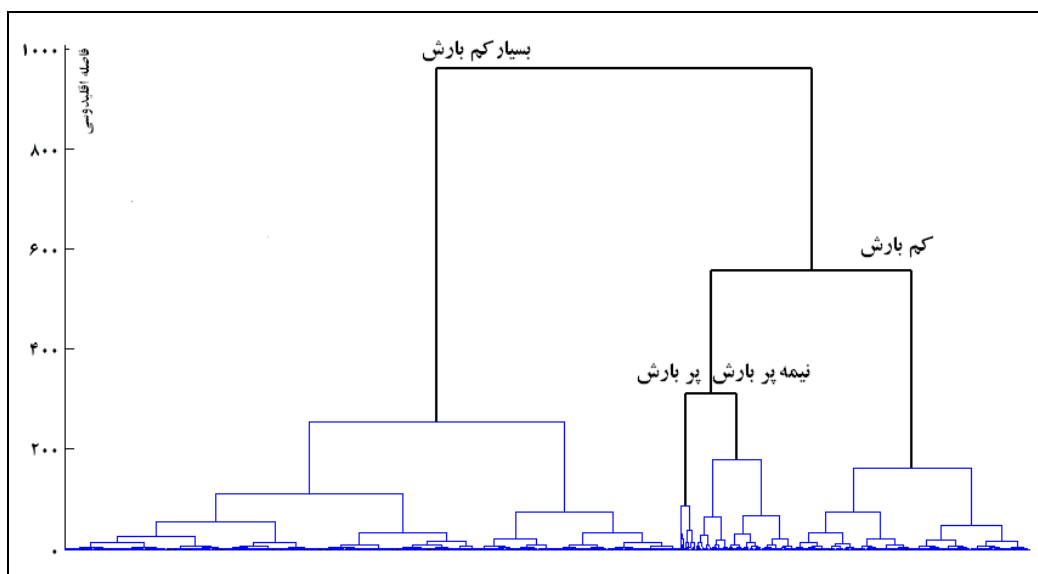 بسیار کم بارش
۱۰۰۰
فاصله اقلیدوسی
۸۰۰
۶۰۰
کم بارش
۴۰۰
نیمه پر بارش
پر بارش
۲۰۰
۰